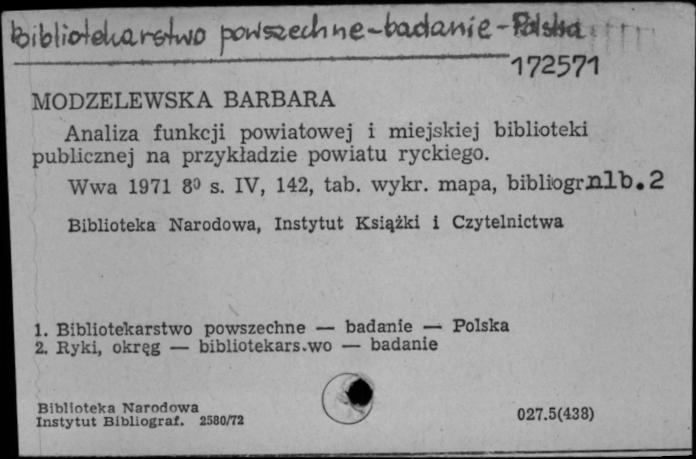 bibliotekarstwo powszechne-badanie-Polska
172571
MODZELEWSKA BARBARA
Analiza funkcji powiatowej i miejskiej biblioteki
publicznej na przykładzie powiatu ryckiego.
Wwa 1971 8⁰ s. IV, 142, tab. wykr. mapa, bibliogr nlb.2
Biblioteka Narodowa, Instytut Książki i Czytelnictwa
1. Bibliotekarstwo powszechne — badanie — Polska
2. Ryki, okręg — bibliotekars.wo — badanie
Biblioteka Narodowa
Instytut Bibliograf. 2580/72
027.5(438)